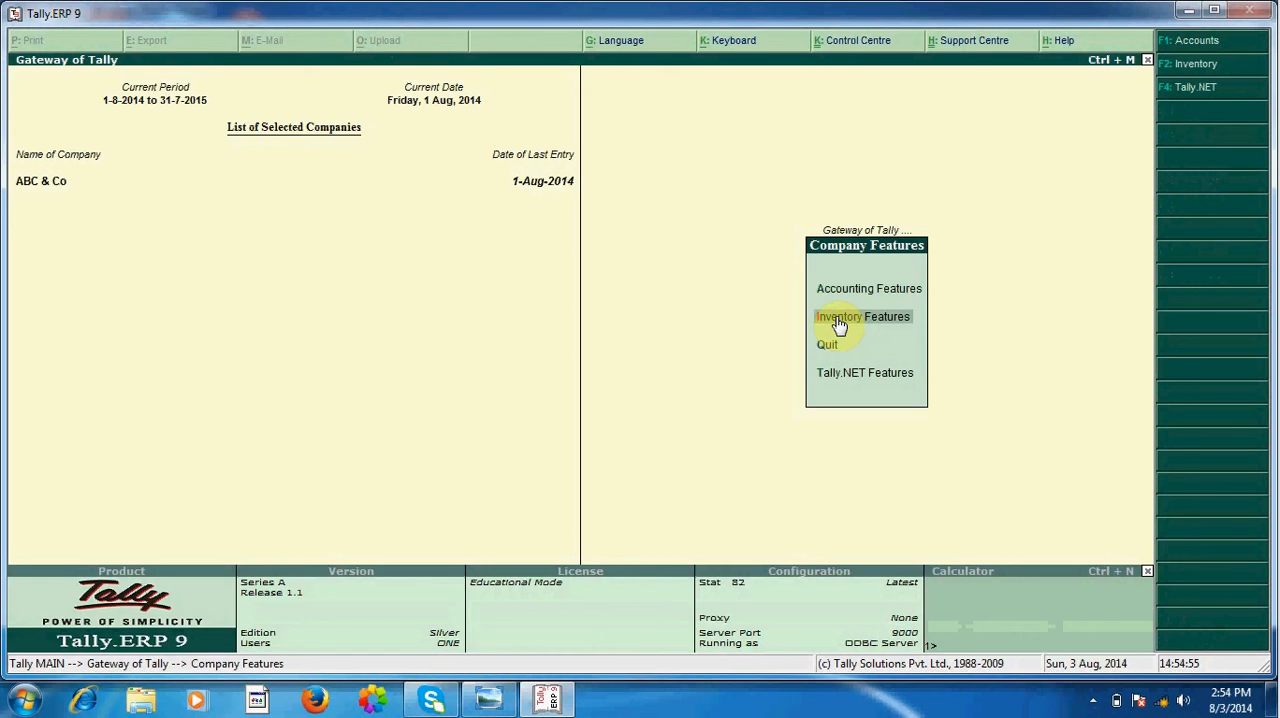 Tally.ERP 9
P: Print
E: Export
M: E-Mail
O: Upload
G: Language
K: Keyboard
K: Control Centre
H: Support Centre
H: Help
F1: Accounts
F2: Inventory
F4: Tally.NET
Gateway of Tally
Ctrl + M
Current Period
1-8-2014 to 31-7-2015
Current Date
Friday, 1 Aug, 2014
List of Selected Companies
Name of Company
Date of Last Entry
ABC & Co
1-Aug-2014
Gateway of Tally ....
Company Features
Accounting Features
Inventory Features
Quit
Tally.NET Features
Product
Tally
POWER OF SIMPLICITY
Tally.ERP 9
Version
Series A
Release 1.1
Edition Silver
Users ONE
License
Educational Mode
Configuration
Stat 82 Latest
Proxy None
Server Port 9000
Running as ODBC Server
Calculator
Ctrl + N
1>
Tally MAIN --> Gateway of Tally --> Company Features
(c) Tally Solutions Pvt. Ltd., 1988-2009
Sun, 3 Aug, 2014
14:54:55
2:54 PM
8/3/2014